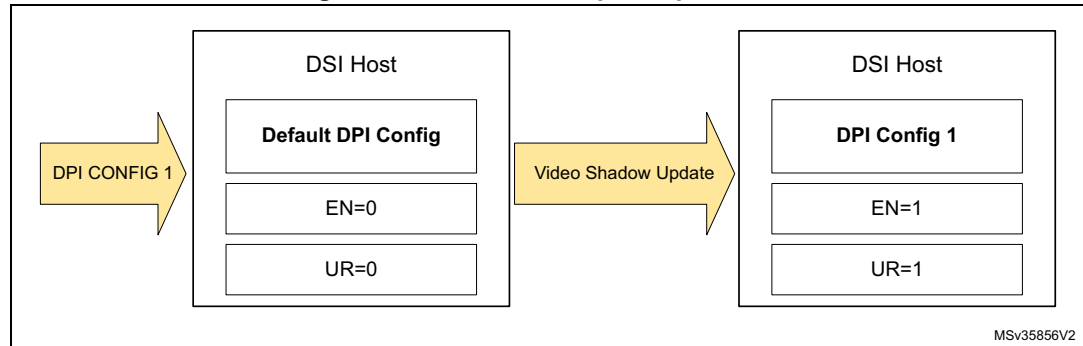 DSI Host
Default DPI Config
EN=0
UR=0
DPI CONFIG 1
Video Shadow Update
DSI Host
DPI Config 1
EN=1
UR=1
MSv35856V2